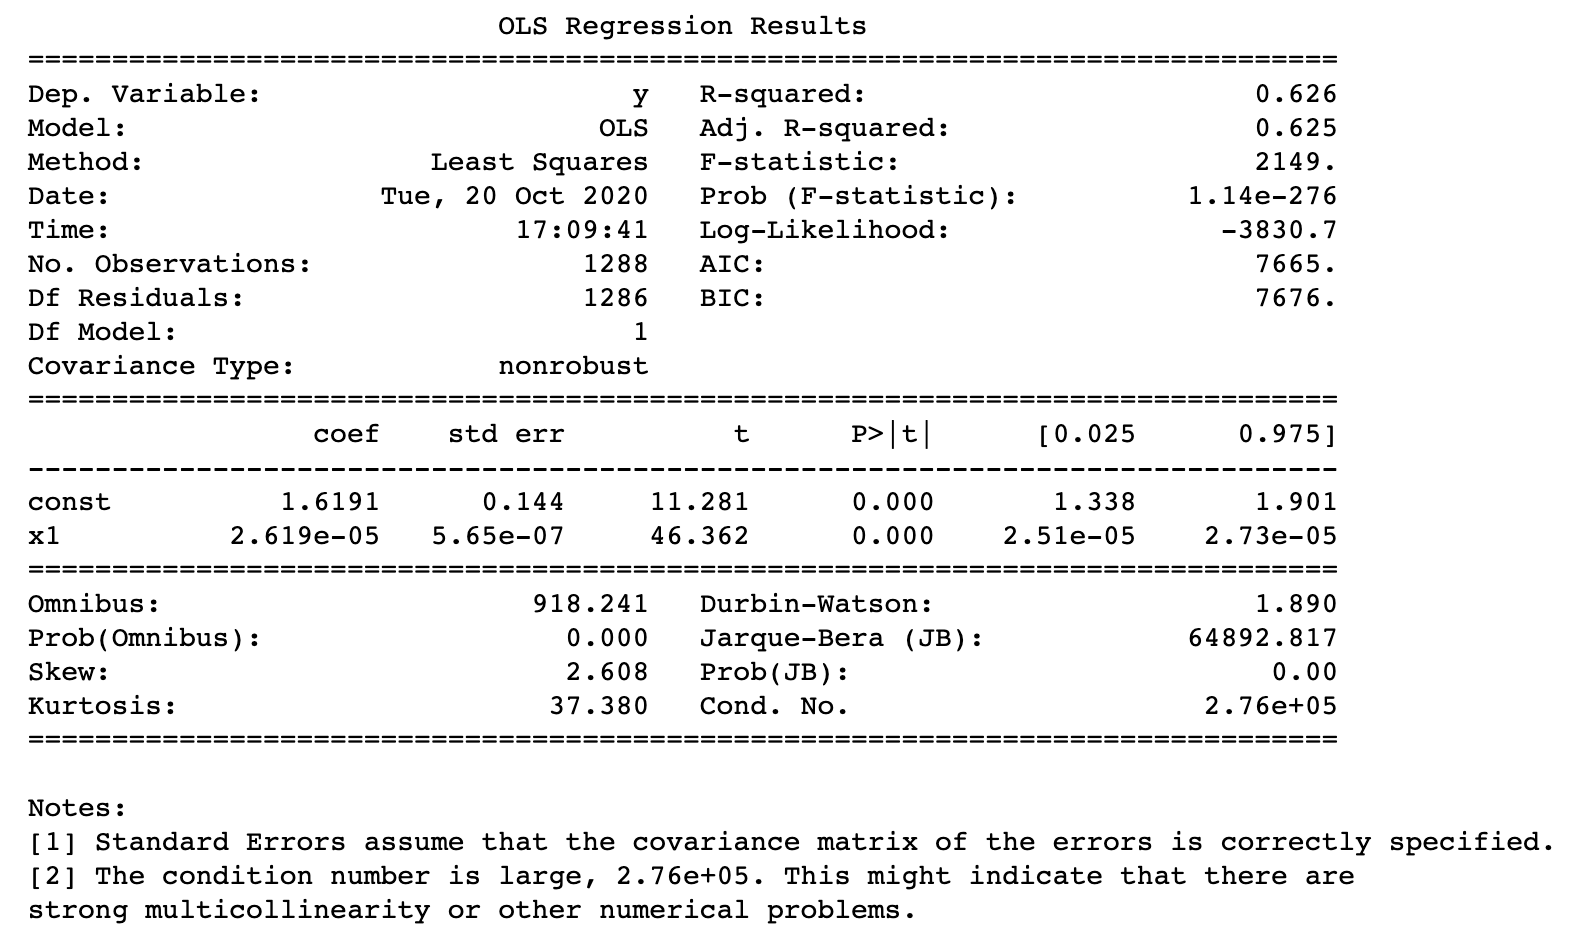 OLS Regression Results
==============================================================================
Dep. Variable:                      y   R-squared:                       0.626
Model:                            OLS   Adj. R-squared:                  0.625
Method:                 Least Squares   F-statistic:                     2149.
Date:                Tue, 20 Oct 2020   Prob (F-statistic):          1.14e-276
Time:                        17:09:41   Log-Likelihood:                -3830.7
No. Observations:                1288   AIC:                             7665.
Df Residuals:                    1286   BIC:                             7676.
Df Model:                           1
Covariance Type:            nonrobust
==============================================================================
                 coef    std err          t      P>|t|      [0.025      0.975]
------------------------------------------------------------------------------
const          1.6191      0.144     11.281      0.000       1.338       1.901
x1          2.619e-05   5.65e-07     46.362      0.000    2.51e-05    2.73e-05
==============================================================================
Omnibus:                      918.241   Durbin-Watson:                   1.890
Prob(Omnibus):                  0.000   Jarque-Bera (JB):            64892.817
Skew:                           2.608   Prob(JB):                         0.00
Kurtosis:                      37.380   Cond. No.                     2.76e+05
==============================================================================
Notes:
[1] Standard Errors assume that the covariance matrix of the errors is correctly specified.
[2] The condition number is large, 2.76e+05. This might indicate that there are
strong multicollinearity or other numerical problems.